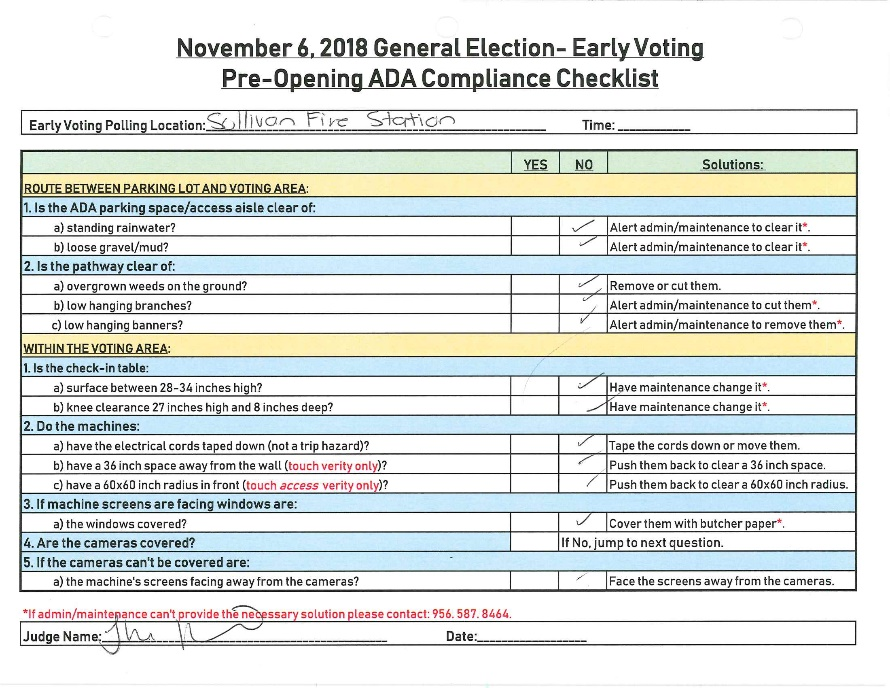 November 6, 2018 General Election- Early Voting
Pre-Opening ADA Compliance Checklist
Early Voting Polling Location: Sullivan Fire Station Time:
YES NO Solutions:
ROUTE BETWEEN PARKING LOT AND VOTING AREA:
1. Is the ADA parking space/access aisle clear of:
a) standing rainwater? ✓ Alert admin/maintenance to clear it*.
b) loose gravel/mud? ✓ Alert admin/maintenance to clear it*.
2. Is the pathway clear of:
a) overgrown weeds on the ground? ✓ Remove or cut them.
b) low hanging branches? ✓ Alert admin/maintenance to cut them*.
c) low hanging banners? ✓ Alert admin/maintenance to remove them*.
WITHIN THE VOTING AREA:
1. Is the check-in table:
a) surface between 28-34 inches high? ✓ Have maintenance change it*.
b) knee clearance 27 inches high and 8 inches deep? ✓ Have maintenance change it*.
2. Do the machines:
a) have the electrical cords taped down (not a trip hazard)? ✓ Tape the cords down or move them.
b) have a 36 inch space away from the wall (touch verity only)? ✓ Push them back to clear a 36 inch space.
c) have a 60x60 inch radius in front (touch access verity only)? ✓ Push them back to clear a 60x60 inch radius.
3. If machine screens are facing windows are:
a) the windows covered? ✓ Cover them with butcher paper*.
4. Are the cameras covered? If No, jump to next question.
5. If the cameras can't be covered are:
a) the machine's screens facing away from the cameras? ✓ Face the screens away from the cameras.
*If admin/maintenance can't provide the necessary solution please contact: 956. 587. 8464.
Judge Name: Date: